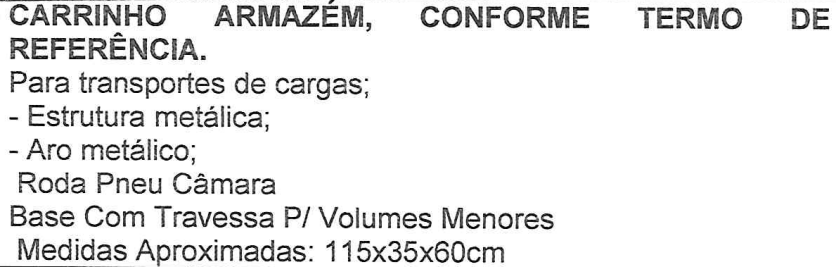 CARRINHO ARMAZÉM, CONFORME TERMO DE
REFERÊNCIA.
Para transportes de cargas;
- Estrutura metálica;
- Aro metálico;
Roda Pneu Câmara
Base Com Travessa P/ Volumes Menores
Medidas Aproximadas: 115x35x60cm